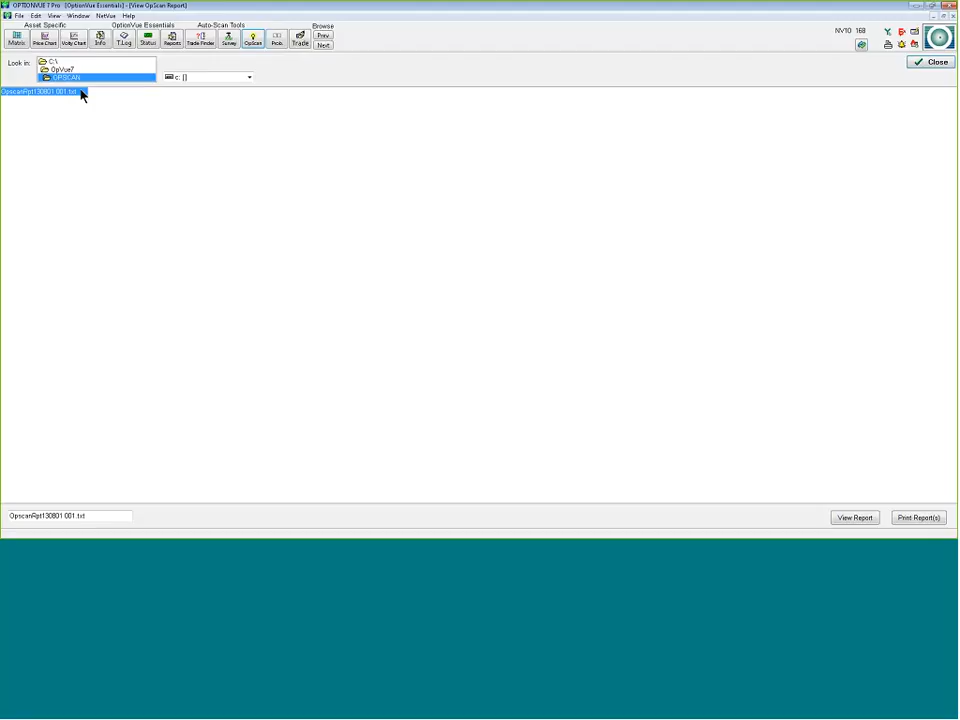 OPTIONVUE 7 Pro  [OptionVue Essentials] - [View OpScan Report]
File Edit View Window NetVue Help
Asset Specific OptionVue Essentials Auto-Scan Tools Browse
Matrix Price Chart Volty Chart Info T.Log Status Reports Trade Finder Survey OpScan Prob. Trade Prev
Next
NV10 168
Look in: C:\
OpVue7
OPSCAN c: []
Close
OpscanRpt130801 001.txt
OpscanRpt130801 001.txt View Report Print Report(s)